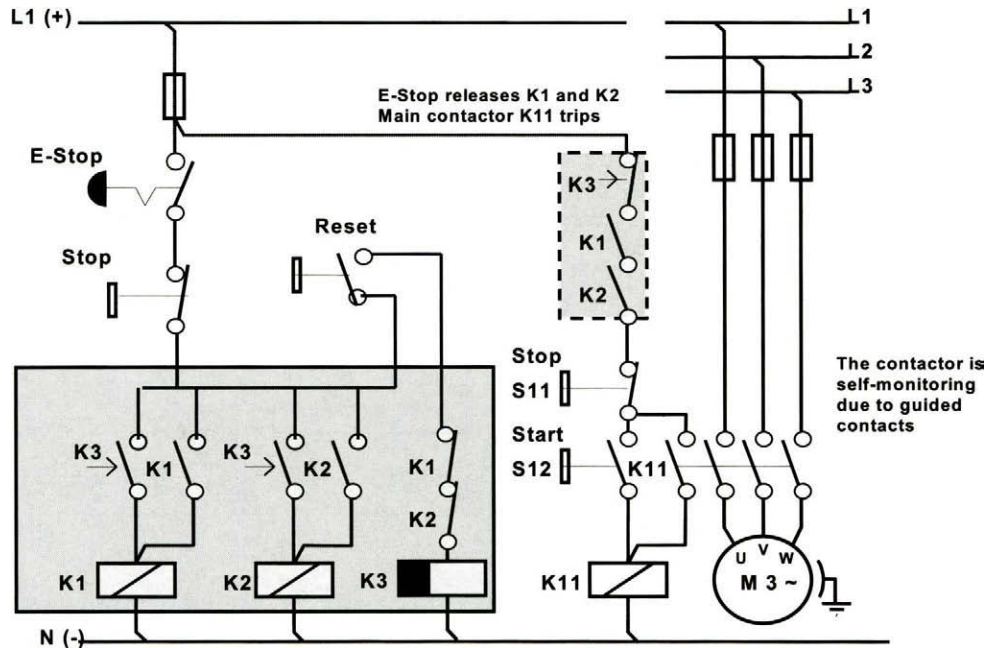 L1 (+)
L1
L2
L3
E-Stop releases K1 and K2
Main contactor K11 trips
E-Stop
K3
Reset
K1
Stop
K2
Stop
S11
The contactor is
self-monitoring
due to guided
contacts
Start
S12
K3
K1
K3
K2
K1
K11
K2
U
V
W
M 3 ~
K1
K2
K3
K11
N (-)